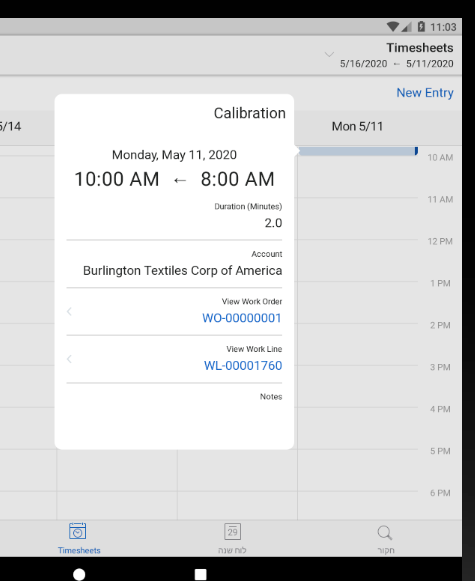 11:03
Timesheets
5/16/2020 ← 5/11/2020
New Entry
5/14
Mon 5/11
Calibration
Monday, May 11, 2020
10:00 AM ← 8:00 AM
Duration (Minutes)
2.0
Account
Burlington Textiles Corp of America
View Work Order
WO-00000001
View Work Line
WL-00001760
Notes
10 AM
11 AM
12 PM
1 PM
2 PM
3 PM
4 PM
5 PM
6 PM
29
Timesheets
לוח שנה
חקור